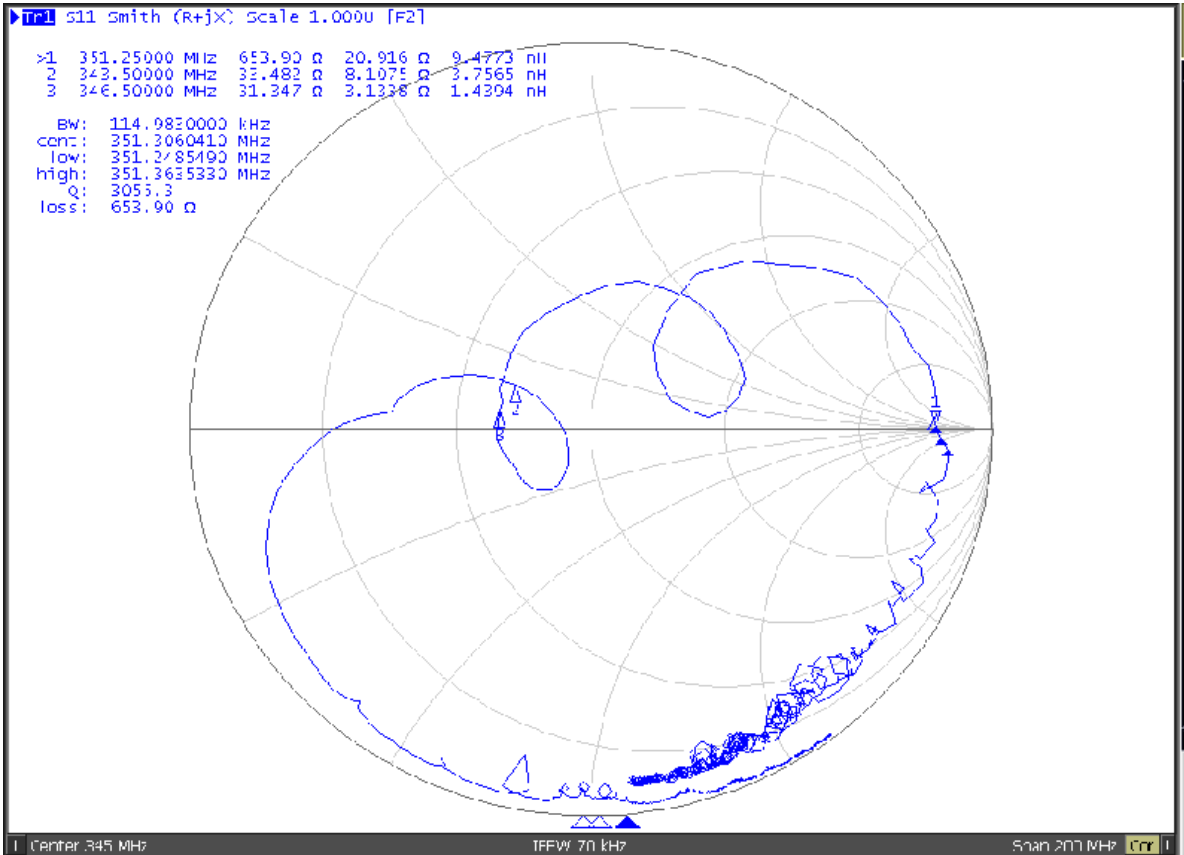 Tr1 S11 Smith (R+jX) Scale 1.000U [F2]
>1 351.25000 MHz 653.90 Ω 20.916 Ω 9.4773 nH
2 343.50000 MHz 33.482 Ω 8.1075 Ω 3.7565 nH
3 346.50000 MHz 31.347 Ω 3.1338 Ω 1.4394 nH
BW: 114.9830000 kHz
cent: 351.3060410 MHz
low: 351.2485490 MHz
high: 351.3635330 MHz
Q: 3055.3
loss: 653.90 Ω
1 Center 345 MHz IFBW 70 kHz Span 200 MHz Cor